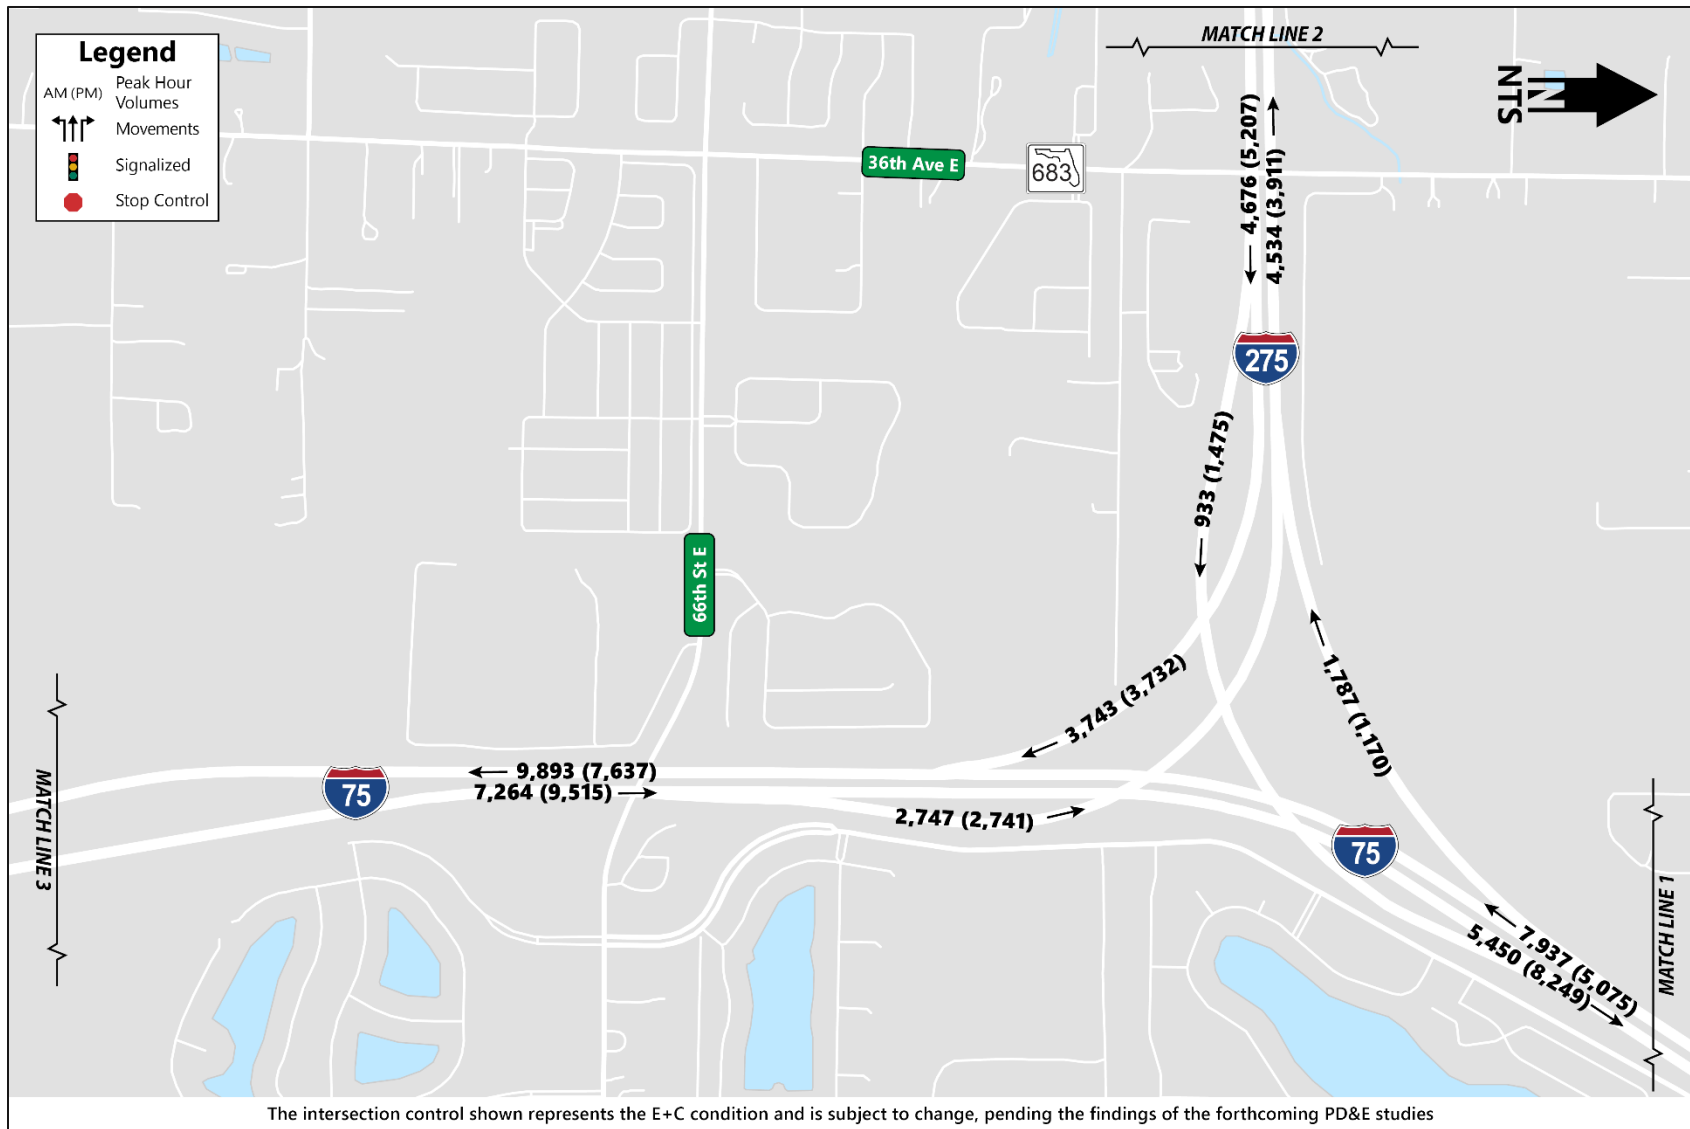 Legend
AM (PM)
Peak Hour
Volumes
Movements
Signalized
Stop Control
MATCH LINE 2
N
NTS
36th Ave E
683
4,676 (5,207)
4,534 (3,911)
275
933 (1,475)
66th St E
3,743 (3,732)
1,787 (1,170)
MATCH LINE 3
75
9,893 (7,637)
7,264 (9,515)
2,747 (2,741)
75
7,937 (5,075)
5,450 (8,249)
MATCH LINE 1
The intersection control shown represents the E+C condition and is subject to change, pending the findings of the forthcoming PD&E studies